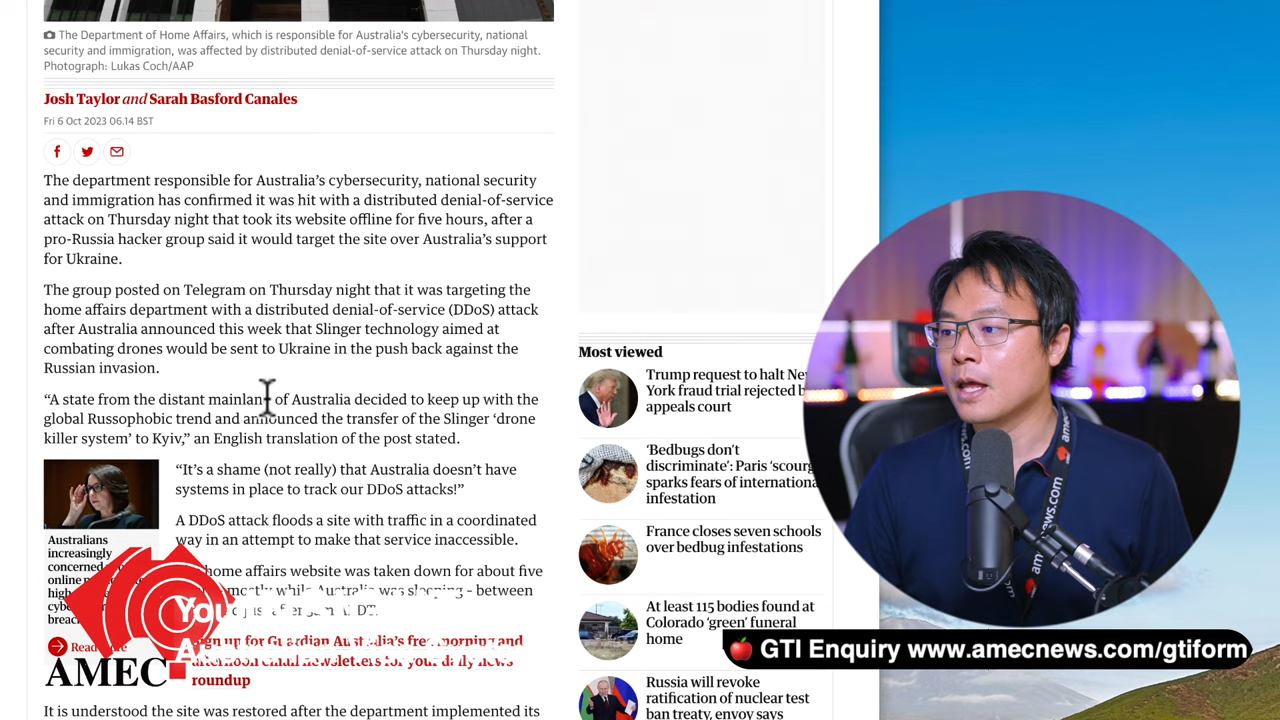 The Department of Home Affairs, which is responsible for Australia's cybersecurity, national
security and immigration, was affected by distributed denial-of-service attack on Thursday night.
Photograph: Lukas Coch/AAP
Josh Taylor and Sarah Basford Canales
Fri 6 Oct 2023 06.14 BST
The department responsible for Australia's cybersecurity, national security
and immigration has confirmed it was hit with a distributed denial-of-service
attack on Thursday night that took its website offline for five hours, after a
pro-Russia hacker group said it would target the site over Australia's support
for Ukraine.
The group posted on Telegram on Thursday night that it was targeting the
home affairs department with a distributed denial-of-service (DDoS) attack
after Australia announced this week that Slinger technology aimed at
combating drones would be sent to Ukraine in the push back against the
Russian invasion.
“A state from the distant mainland of Australia decided to keep up with the
global Russophobic trend and announced the transfer of the Slinger ‘drone
killer system’ to Kyiv,” an English translation of the post stated.
“It’s a shame (not really) that Australia doesn’t have
systems in place to track our DDoS attacks!”
A DDoS attack floods a site with traffic in a coordinated
way in an attempt to make that service inaccessible.
home affairs website was taken down for about five
mostly while Australia was sleeping – between
Australians
increasingly
concerned
online
Read
Sign up for Guardian Australia’s free morning and
afternoon email newsletters for your daily news
roundup
It is understood the site was restored after the department implemented its
Most viewed
Trump request to halt New
York fraud trial rejected by
appeals court
‘Bedbugs don’t
discriminate’: Paris ‘scourge
sparks fears of international
infestation
France closes seven schools
over bedbug infestations
At least 115 bodies found at
Colorado ‘green’ funeral
home
Russia will revoke
ratification of nuclear test
ban treaty, envoy says
AMEC
You
GTI Enquiry www.amecnews.com/gtiform
amecnews.com